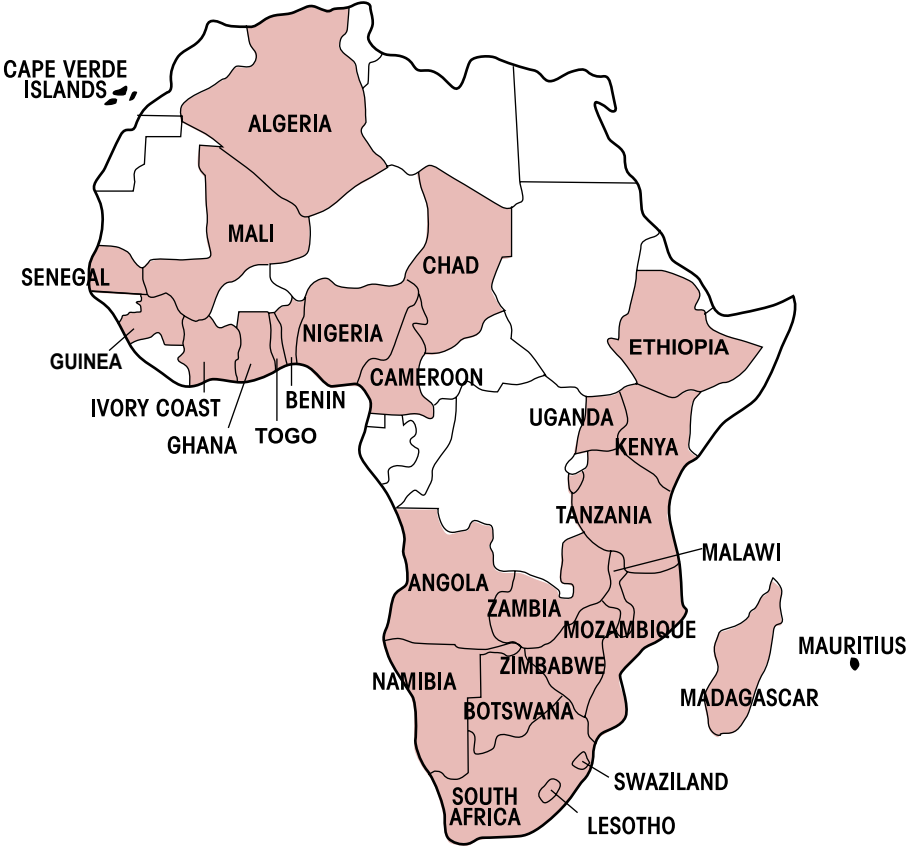 CAPE VERDE
ISLANDS
ALGERIA
MALI
CHAD
SENEGAL
NIGERIA
GUINEA
ETHIOPIA
CAMEROON
IVORY COAST
BENIN
UGANDA
GHANA
TOGO
KENYA
TANZANIA
MALAWI
ANGOLA
ZAMBIA
MOZAMBIQUE
MAURITIUS
ZIMBABWE
NAMIBIA
MADAGASCAR
BOTSWANA
SWAZILAND
SOUTH
AFRICA
LESOTHO